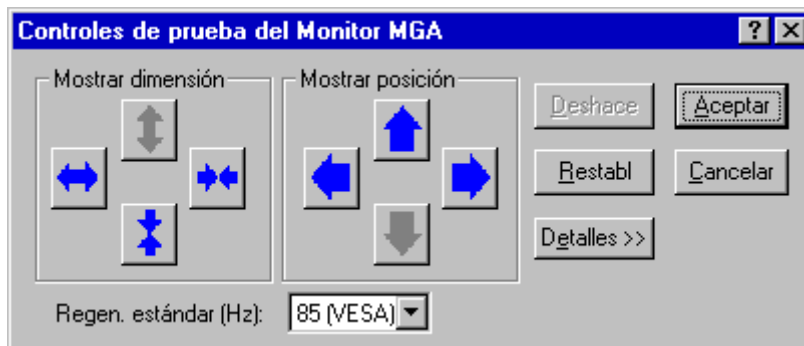 Controles de prueba del Monitor MGA
Mostrar dimensión
Mostrar posición
Deshace
Aceptar
Restabl
Cancelar
Detalles >>
Regen. estándar (Hz):
85 (VESA)